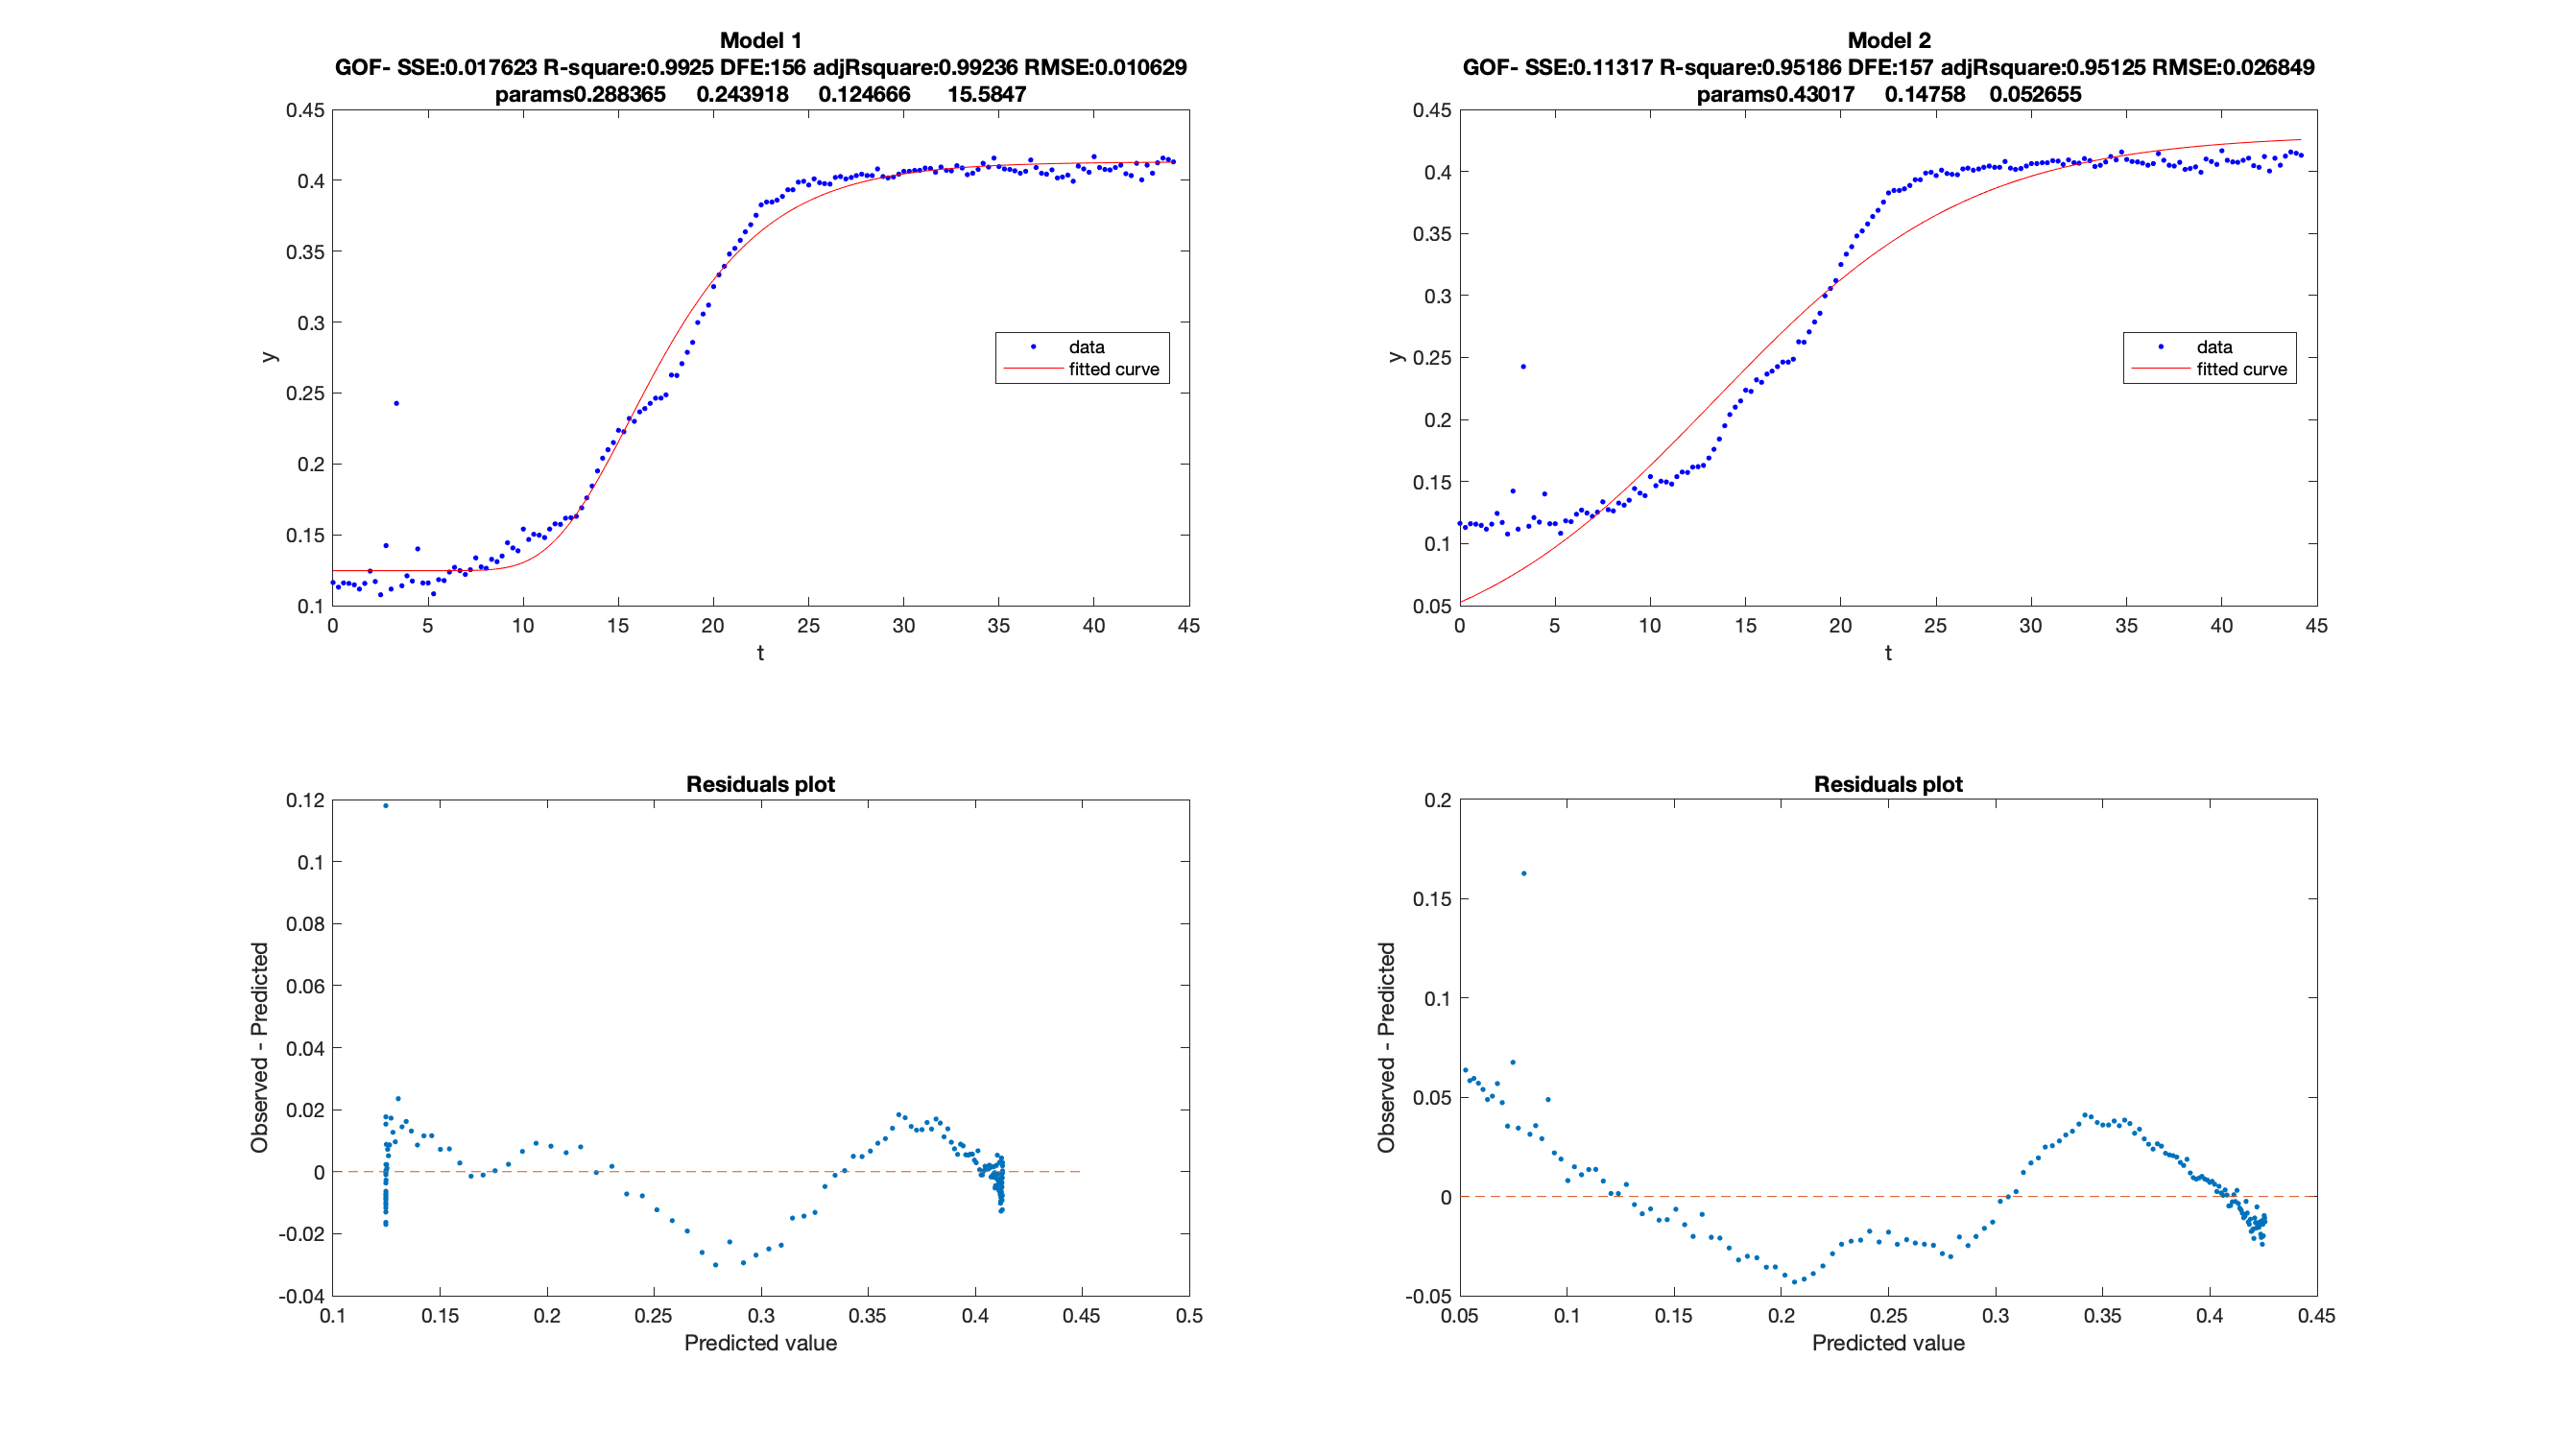 Model 1
GOF- SSE:0.017623 R-square:0.9925 DFE:156 adjRsquare:0.99236 RMSE:0.010629
params0.288365 0.243918 0.124666 15.5847
0.45
0.4
0.35
0.3
0.25
0.2
0.15
0.1
y
0 5 10 15 20 25 30 35 40 45
t
data
fitted curve
Model 2
GOF- SSE:0.11317 R-square:0.95186 DFE:157 adjRsquare:0.95125 RMSE:0.026849
params0.43017 0.14758 0.052655
0.45
0.4
0.35
0.3
0.25
0.2
0.15
0.1
0.05
y
0 5 10 15 20 25 30 35 40 45
t
data
fitted curve
Residuals plot
0.12
0.1
0.08
0.06
0.04
0.02
0
-0.02
-0.04
Observed - Predicted
0.1 0.15 0.2 0.25 0.3 0.35 0.4 0.45 0.5
Predicted value
Residuals plot
0.2
0.15
0.1
0.05
0
-0.05
Observed - Predicted
0.05 0.1 0.15 0.2 0.25 0.3 0.35 0.4 0.45
Predicted value